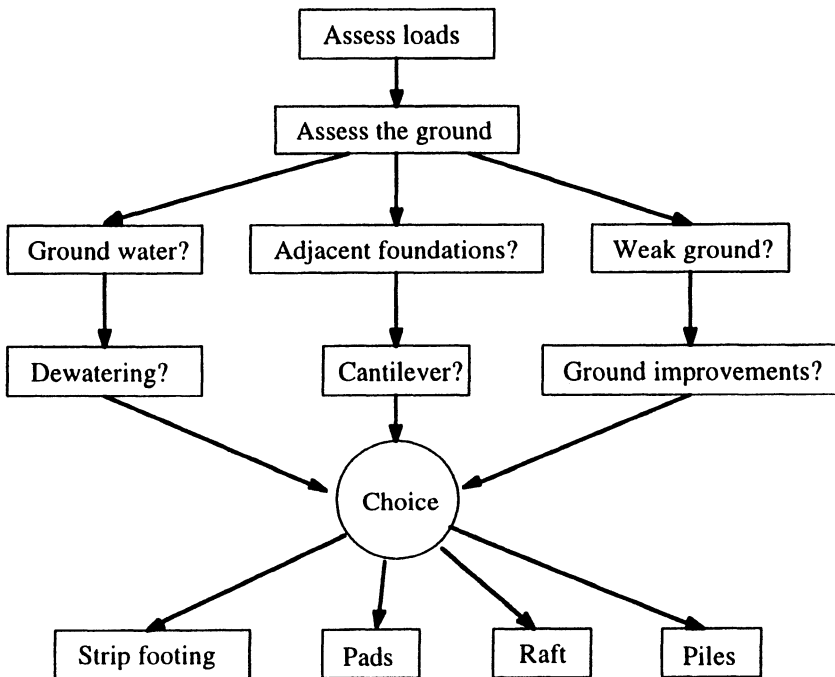 Assess loads
Assess the ground
Ground water?
Adjacent foundations?
Weak ground?
Dewatering?
Cantilever?
Ground improvements?
Choice
Strip footing
Pads
Raft
Piles